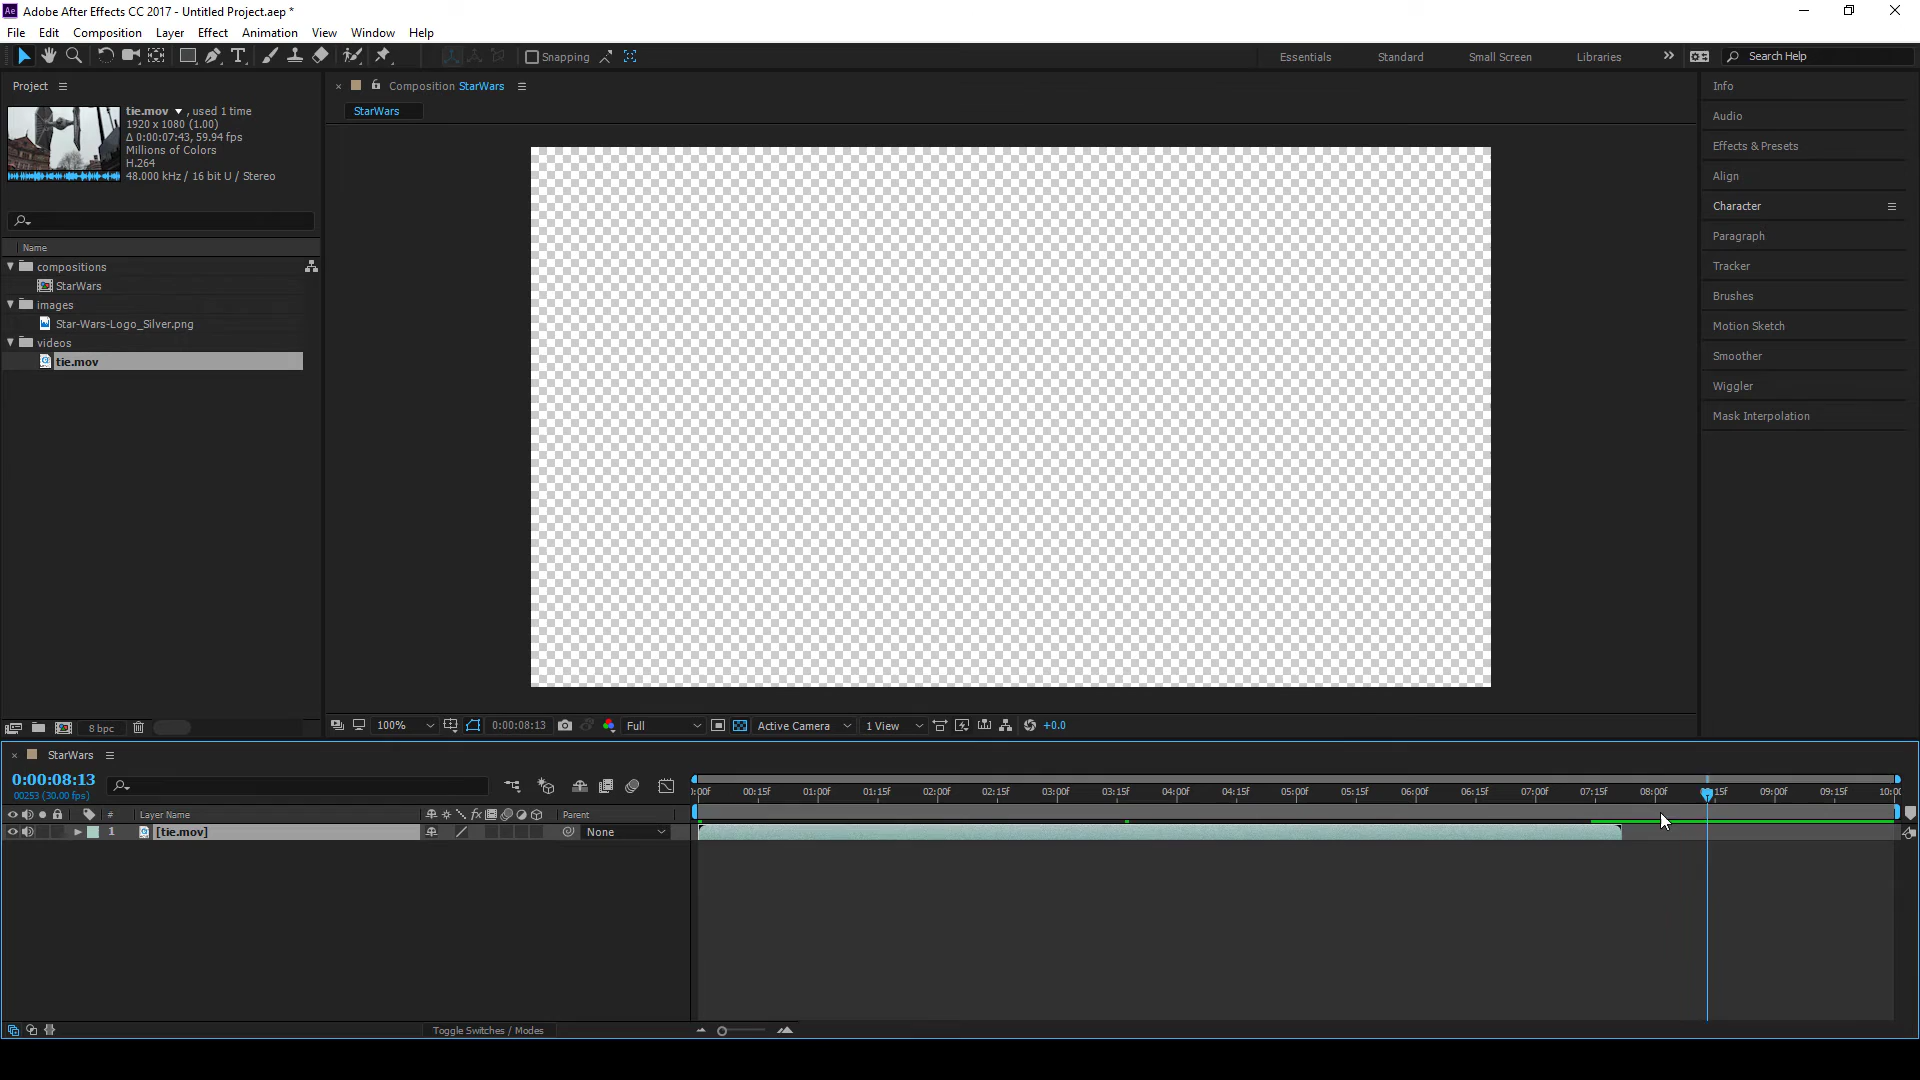 Adobe After Effects CC 2017 - Untitled Project.aep *
File Edit Composition Layer Effect Animation View Window Help
Snapping
Essentials Standard Small Screen Libraries Search Help
Project
tie.mov , used 1 time
1920 x 1080 (1.00)
Δ 0:00:07:43, 59.94 fps
Millions of Colors
H.264
48.000 kHz / 16 bit U / Stereo
Name
compositions
StarWars
images
Star-Wars-Logo_Silver.png
videos
tie.mov
8 bpc
Composition StarWars
StarWars
100% 0:00:08:13 Full Active Camera 1 View +0.0
Info
Audio
Effects & Presets
Align
Character
Paragraph
Tracker
Brushes
Motion Sketch
Smoother
Wiggler
Mask Interpolation
StarWars
0:00:08:13
00253 (30.00 fps)
00:15f 01:00f 01:15f 02:00f 02:15f 03:00f 03:15f 04:00f 04:15f 05:00f 05:15f 06:00f 06:15f 07:00f 07:15f 08:00f 09:00f 09:15f
# Layer Name Parent
1 [tie.mov] None
Toggle Switches / Modes